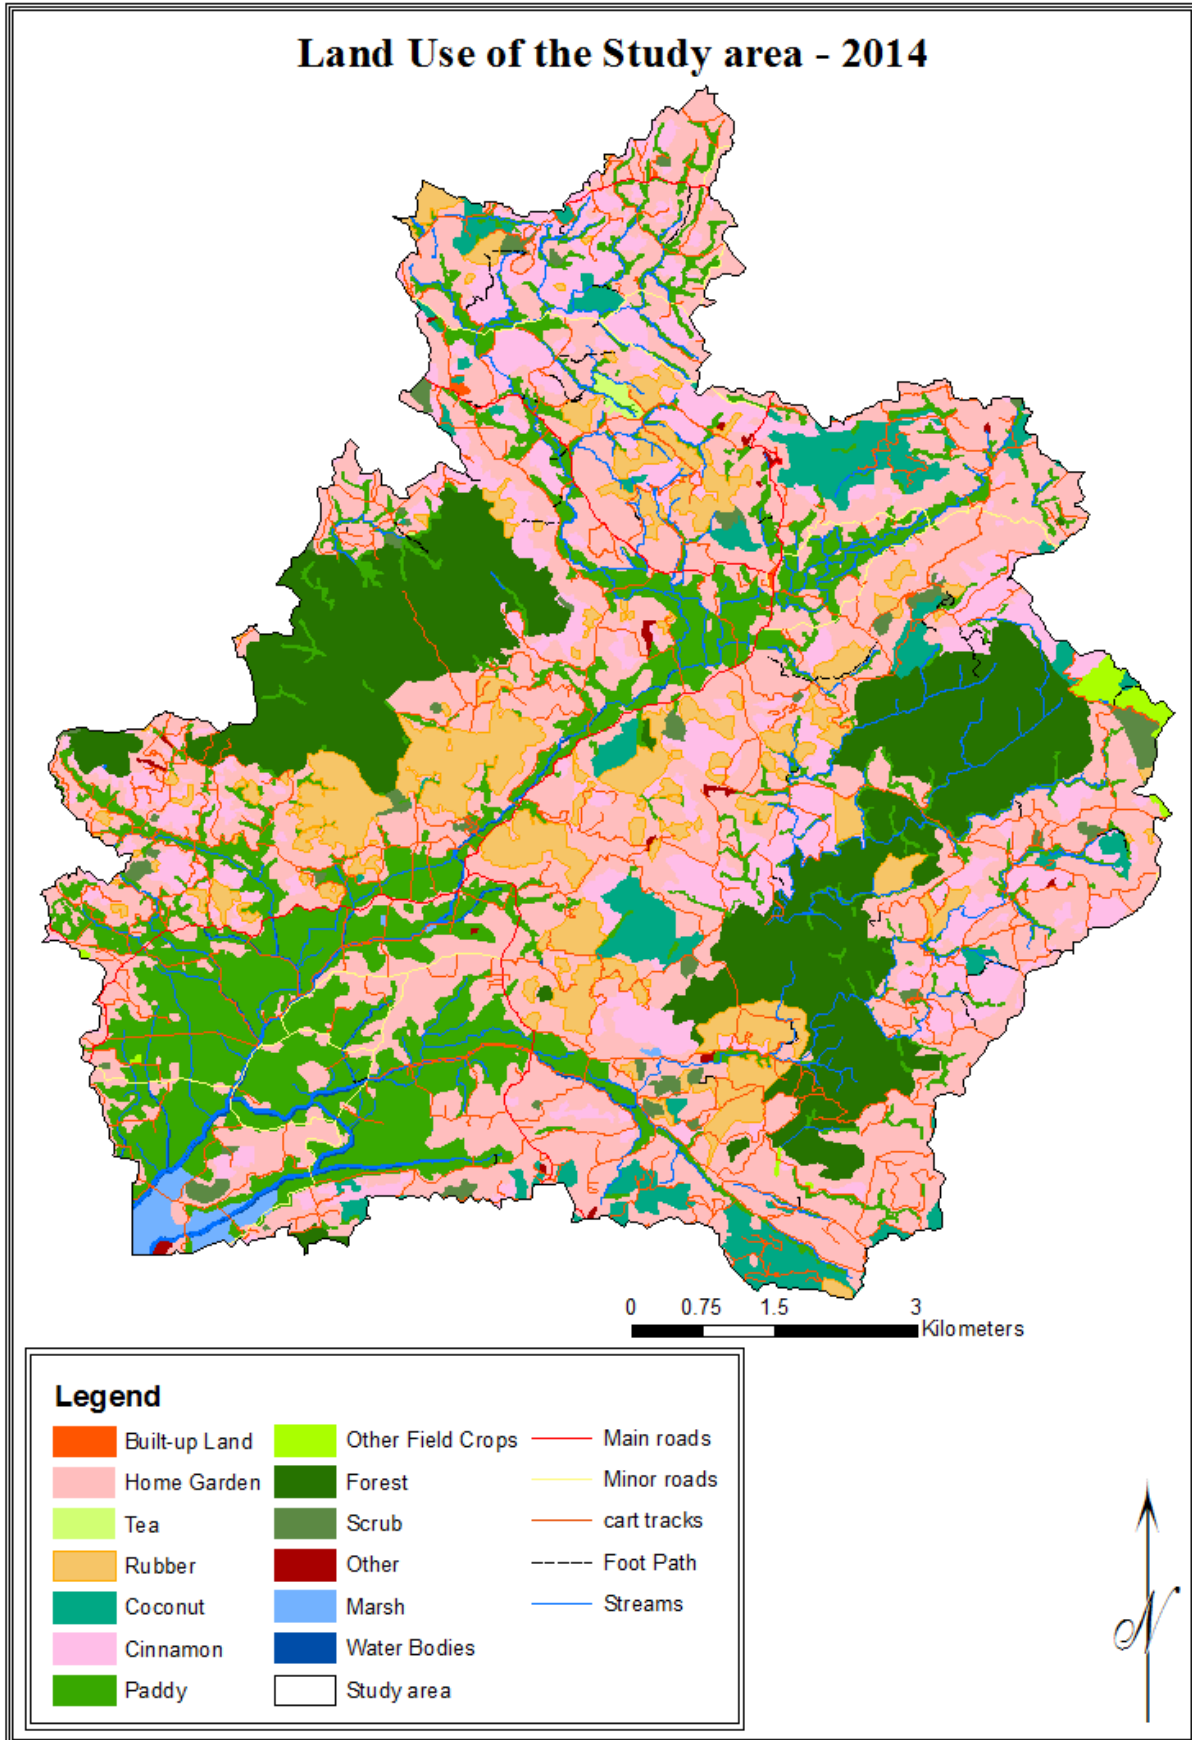 Land Use of the Study area - 2014
0 0.75 1.5 3
Kilometers
Legend
Built-up Land
Home Garden
Tea
Rubber
Coconut
Cinnamon
Paddy
Other Field Crops
Forest
Scrub
Other
Marsh
Water Bodies
Study area
Main roads
Minor roads
cart tracks
Foot Path
Streams
N